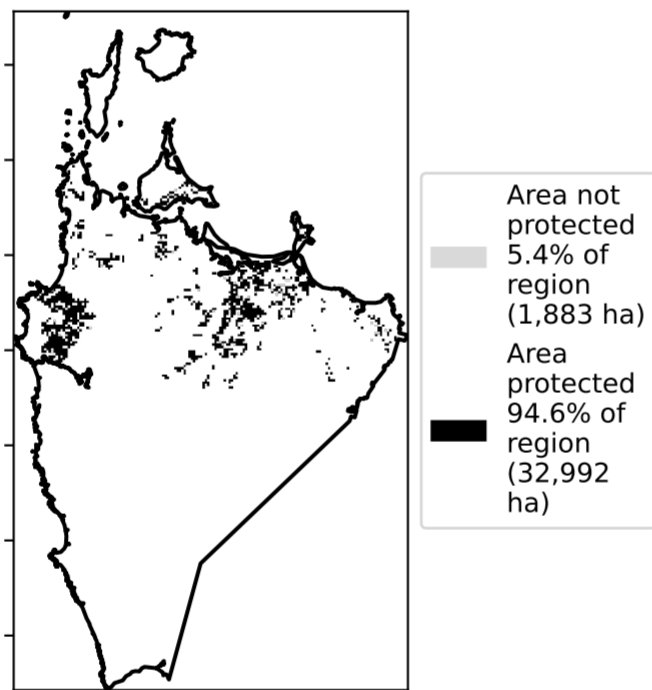 Area not
protected
5.4% of
region
(1,883 ha)
Area
protected
94.6% of
region
(32,992
ha)